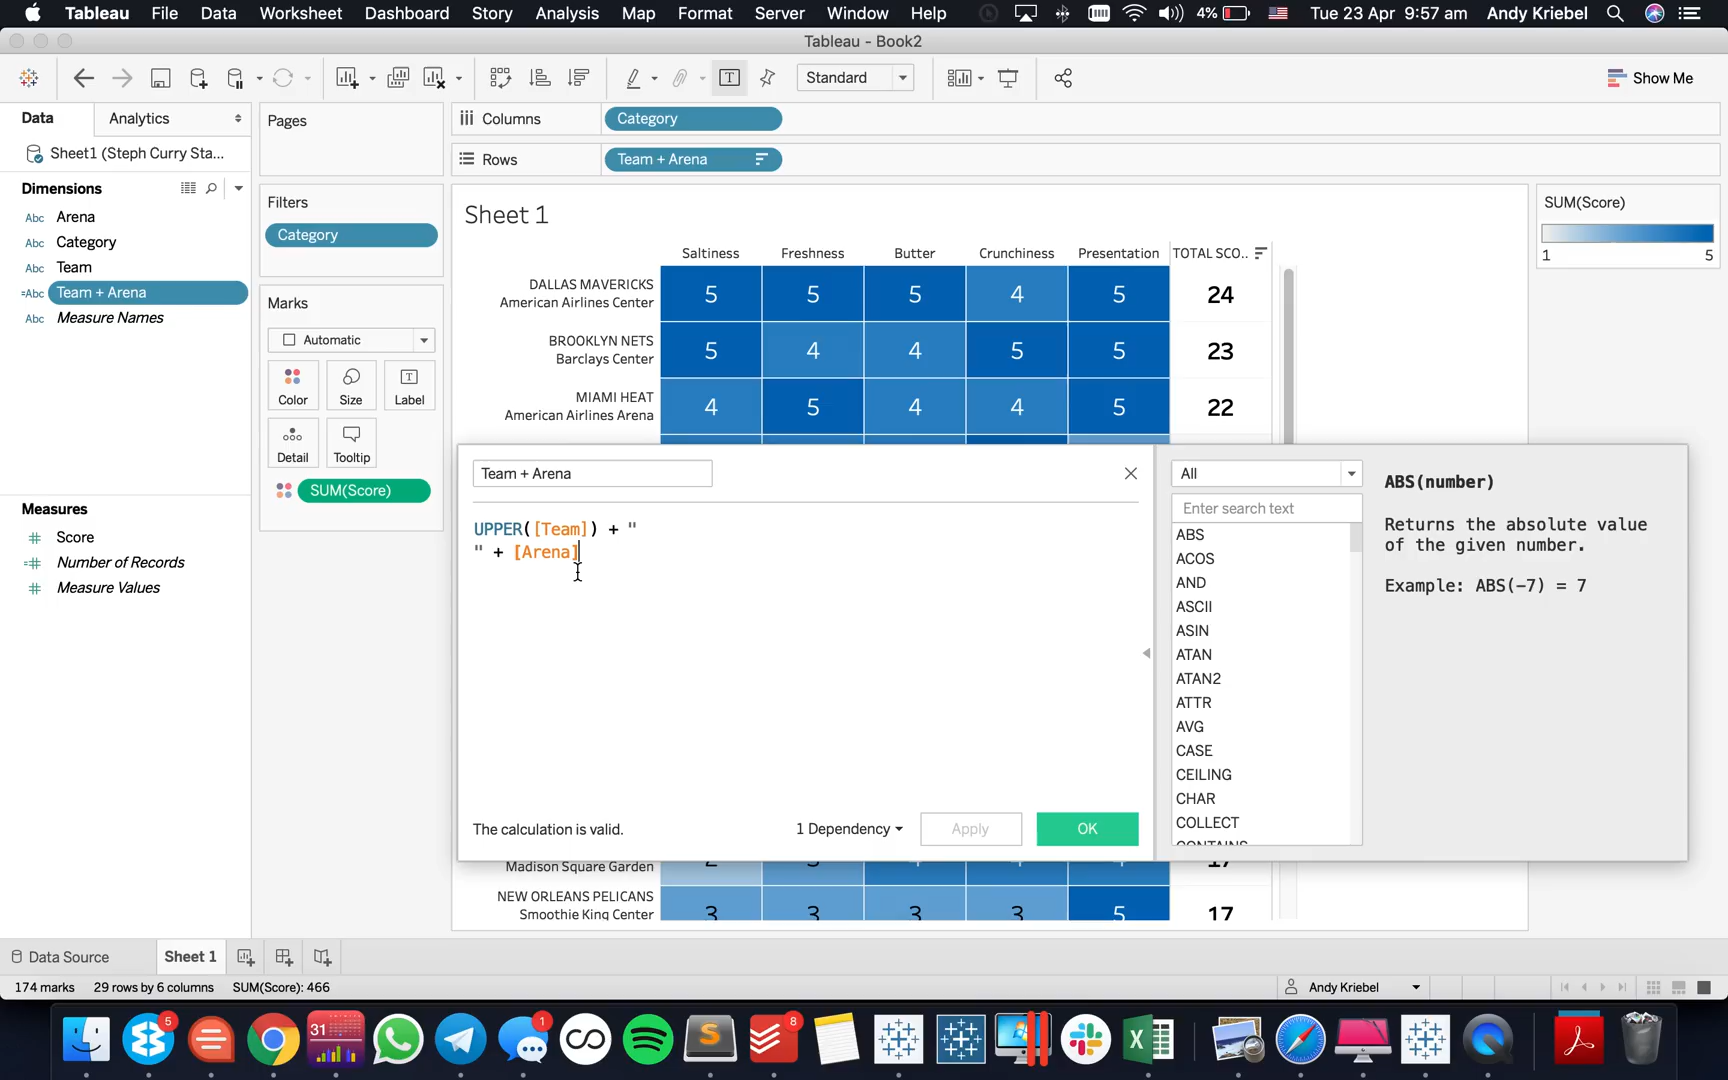 Tableau File Data Worksheet Dashboard Story Analysis Map Format Server Window Help 4% Tue 23 Apr 9:57 am Andy Kriebel
Tableau - Book2
Standard
Show Me
Data Analytics
Sheet1 (Steph Curry Sta...
Dimensions
Abc Arena
Abc Category
Abc Team
=Abc Team + Arena
Abc Measure Names
Measures
Score
Number of Records
Measure Values
Pages
Filters
Category
Marks
Automatic
Color Size Label
Detail Tooltip
SUM(Score)
Columns Category
Rows Team + Arena
Sheet 1
Saltiness Freshness Butter Crunchiness Presentation TOTAL SCO..
DALLAS MAVERICKS
American Airlines Center
5 5 5 4 5 24
BROOKLYN NETS
Barclays Center
5 4 4 5 5 23
MIAMI HEAT
American Airlines Arena
4 5 4 4 5 22
SUM(Score)
1 5
Team + Arena
UPPER([Team]) + "
" + [Arena]
The calculation is valid.
1 Dependency Apply OK
All
Enter search text
ABS
ACOS
AND
ASCII
ASIN
ATAN
ATAN2
ATTR
AVG
CASE
CEILING
CHAR
COLLECT
CONTAINS
ABS(number)
Returns the absolute value
of the given number.
Example: ABS(-7) = 7
Madison Square Garden
17
NEW ORLEANS PELICANS
Smoothie King Center
3 3 3 3 5 17
Data Source Sheet 1
174 marks 29 rows by 6 columns SUM(Score): 466
Andy Kriebel
5 31 1 8